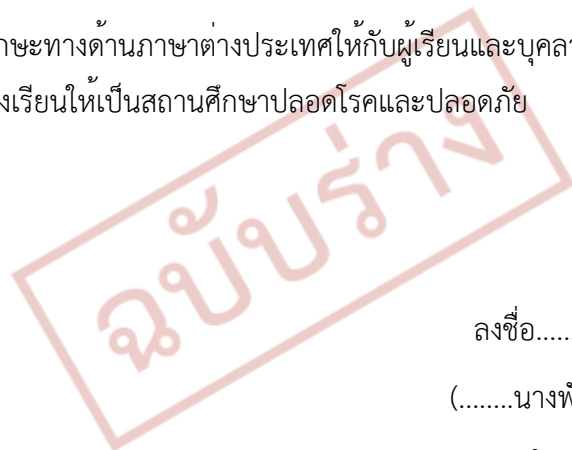 กษะทางด้านภาษาต่างประเทศให้กับผู้เรียนและบุคลา
งเรียนให้เป็นสถานศึกษาปลอดโรคและปลอดภัย
ฉบับร่าง
ลงชื่อ.....
(........นางพั